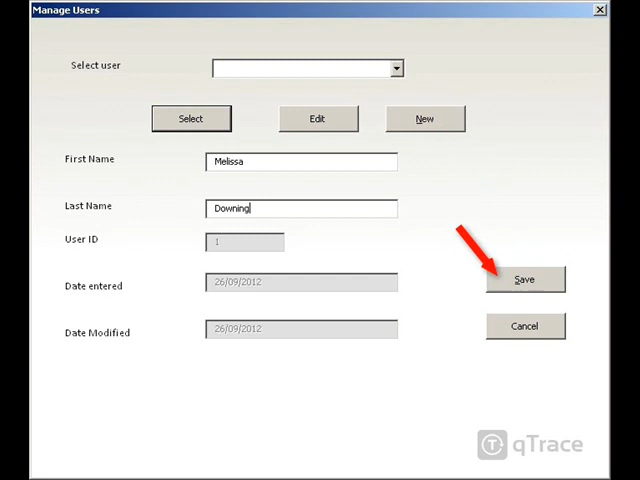 Manage Users
Select user
Select Edit New
First Name Melissa
Last Name Downing
User ID 1
Date entered 26/09/2012 Save
Date Modified 26/09/2012 Cancel
qTrace